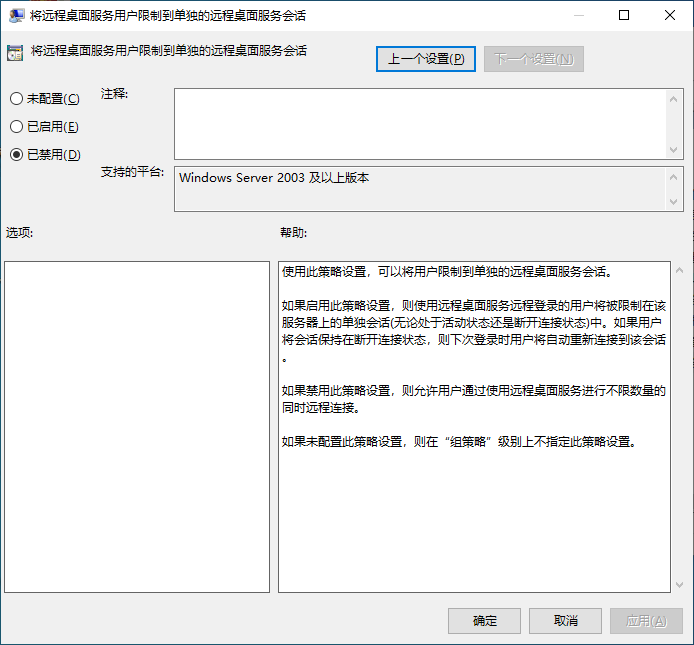 将远程桌面服务用户限制到单独的远程桌面服务会话
将远程桌面服务用户限制到单独的远程桌面服务会话
上一个设置(P)
下一个设置(N)
未配置(C)
注释:
已启用(E)
已禁用(D)
支持的平台:
Windows Server 2003 及以上版本
选项:
帮助:
使用此策略设置，可以将用户限制到单独的远程桌面服务会话。
如果启用此策略设置，则使用远程桌面服务远程登录的用户将被限制在该
服务器上的单独会话(无论处于活动状态还是断开连接状态)中。如果用户
将会话保持在断开连接状态，则下次登录时用户将自动重新连接到该会话
。
如果禁用此策略设置，则允许用户通过使用远程桌面服务进行不限数量的
同时远程连接。
如果未配置此策略设置，则在“组策略”级别上不指定此策略设置。
确定
取消
应用(A)